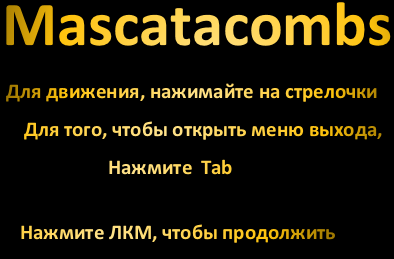 Mascatacombs
Для движения, нажимайте на стрелочки
Для того, чтобы открыть меню выхода,
Нажмите Tab
Нажмите ЛКМ, чтобы продолжить